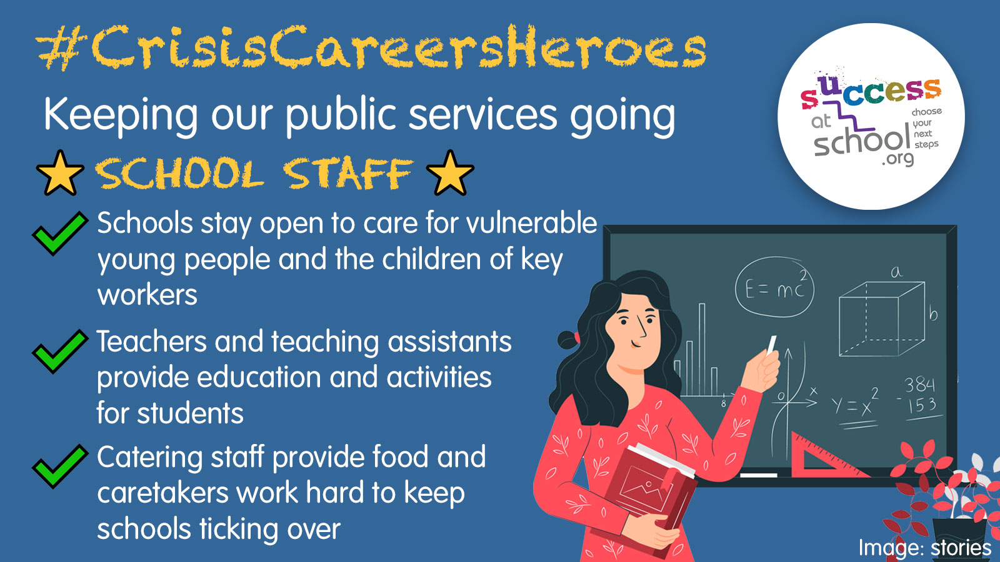 #CrisisCareersHeroes
Keeping our public services going
SCHOOL STAFF
Schools stay open to care for vulnerable
young people and the children of key
workers
Teachers and teaching assistants
provide education and activities
for students
Catering staff provide food and
caretakers work hard to keep
schools ticking over
success
at
school
.org
choose
your
next
steps
E = mc²
a
b
8
0
x
y = x²
384
- 153
Image: stories